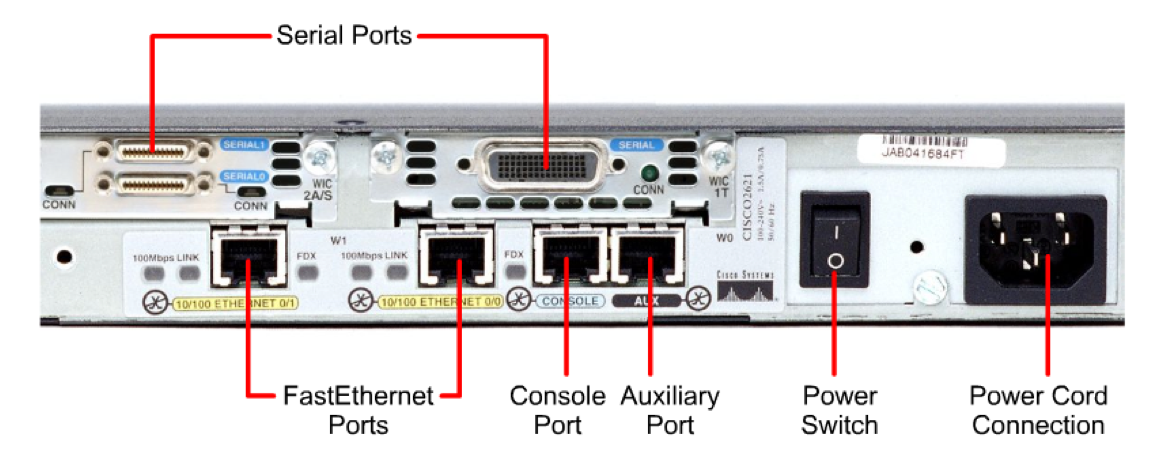 Serial Ports
SERIAL1
SERIAL
JAB041684FT
SERIAL0
CONN
CONN
WIC
2A/S
CONN
WIC
1T
CISCO2621
100-240V~ 1.5A/0.75A
50/60 Hz
W1
W0
100Mbps LINK
FDX
100Mbps LINK
FDX
CISCO SYSTEMS
10/100 ETHERNET 0/1
10/100 ETHERNET 0/0
CONSOLE
AUX
I
O
FastEthernet
Ports
Console
Port
Auxiliary
Port
Power
Switch
Power Cord
Connection